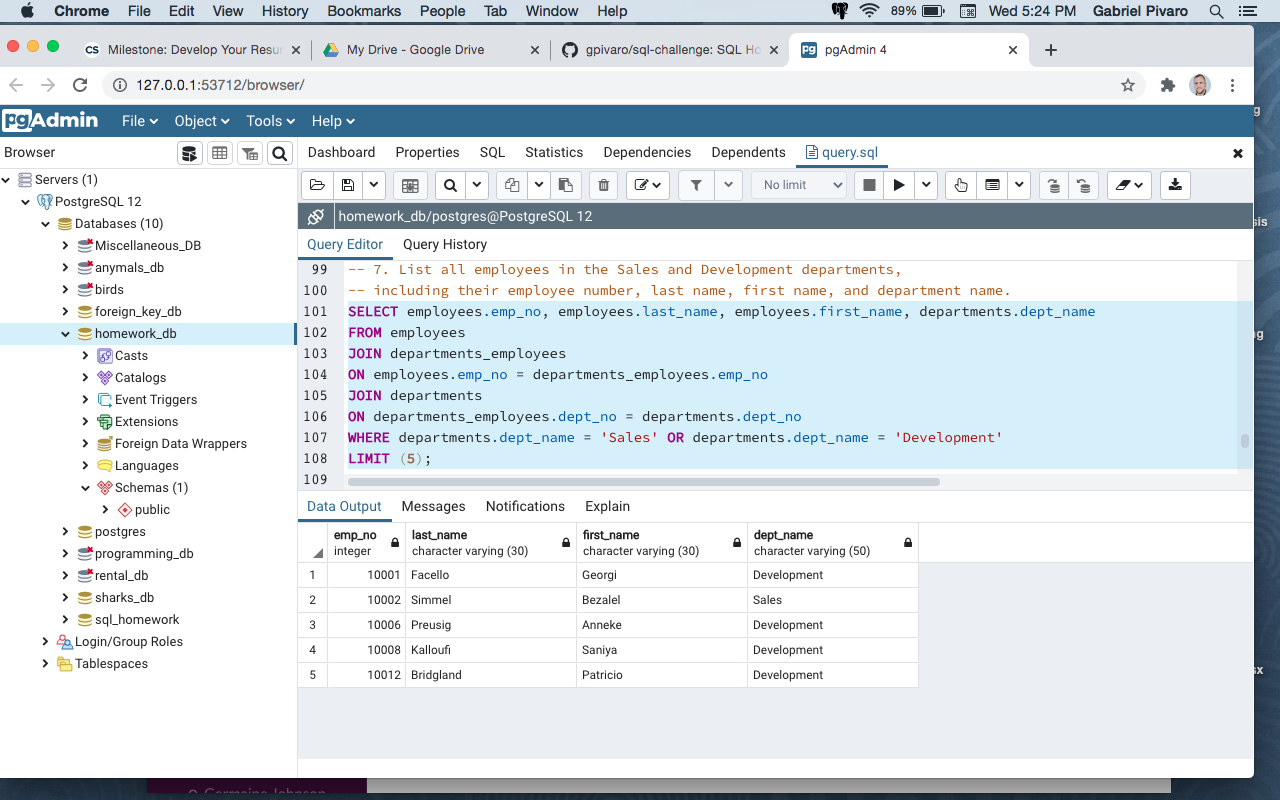 Chrome File Edit View History Bookmarks People Tab Window Help 89% Wed 5:24 PM Gabriel Pivaro
CS Milestone: Develop Your Resu My Drive - Google Drive gpivaro/sql-challenge: SQL Ho pgAdmin 4
127.0.0.1:53712/browser/
pgAdmin File Object Tools Help
Browser
Dashboard Properties SQL Statistics Dependencies Dependents query.sql
No limit
homework_db/postgres@PostgreSQL 12
Query Editor Query History
Servers (1)
PostgreSQL 12
Databases (10)
Miscellaneous_DB
anymals_db
birds
foreign_key_db
homework_db
Casts
Catalogs
Event Triggers
Extensions
Foreign Data Wrappers
Languages
Schemas (1)
public
postgres
programming_db
rental_db
sharks_db
sql_homework
Login/Group Roles
Tablespaces
99 -- 7. List all employees in the Sales and Development departments,
100 -- including their employee number, last name, first name, and department name.
101 SELECT employees.emp_no, employees.last_name, employees.first_name, departments.dept_name
102 FROM employees
103 JOIN departments_employees
104 ON employees.emp_no = departments_employees.emp_no
105 JOIN departments
106 ON departments_employees.dept_no = departments.dept_no
107 WHERE departments.dept_name = 'Sales' OR departments.dept_name = 'Development'
108 LIMIT (5);
109
Data Output Messages Notifications Explain
emp_no last_name first_name dept_name
integer character varying (30) character varying (30) character varying (50)
1 10001 Facello Georgi Development
2 10002 Simmel Bezalel Sales
3 10006 Preusig Anneke Development
4 10008 Kalloufi Saniya Development
5 10012 Bridgland Patricio Development